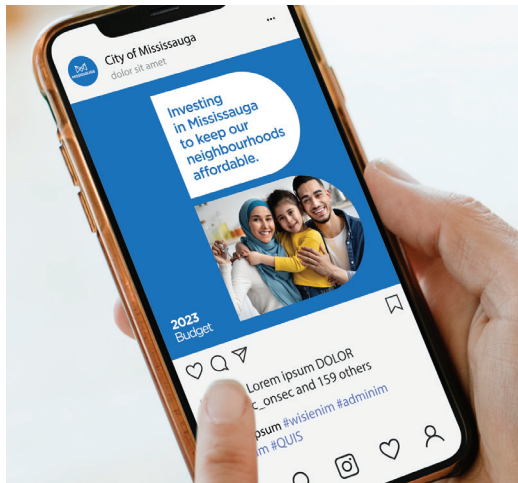 City of Mississauga
dolor sit amet
MISSISSAUGA
Investing
in Mississauga
to keep our
neighbourhoods
affordable.
2023
Budget
Lorem ipsum DOLOR
c_onsec and 159 others
psum #wisienim #adminim
im #QUIS